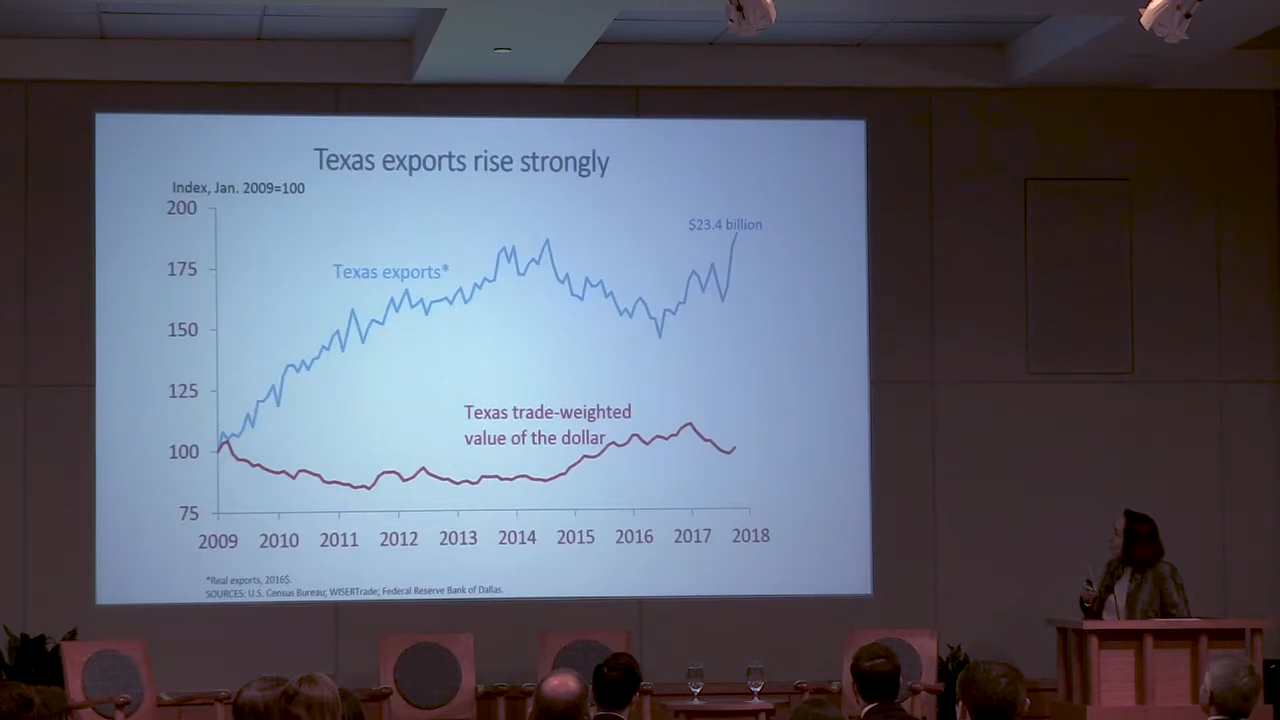 Texas exports rise strongly
Index, Jan. 2009=100
200
$23.4 billion
175
Texas exports*
150
125
Texas trade-weighted
value of the dollar
100
75
2009 2010 2011 2012 2013 2014 2015 2016 2017 2018
*Real exports, 2016$.
SOURCES: U.S. Census Bureau; WISERTrade; Federal Reserve Bank of Dallas.